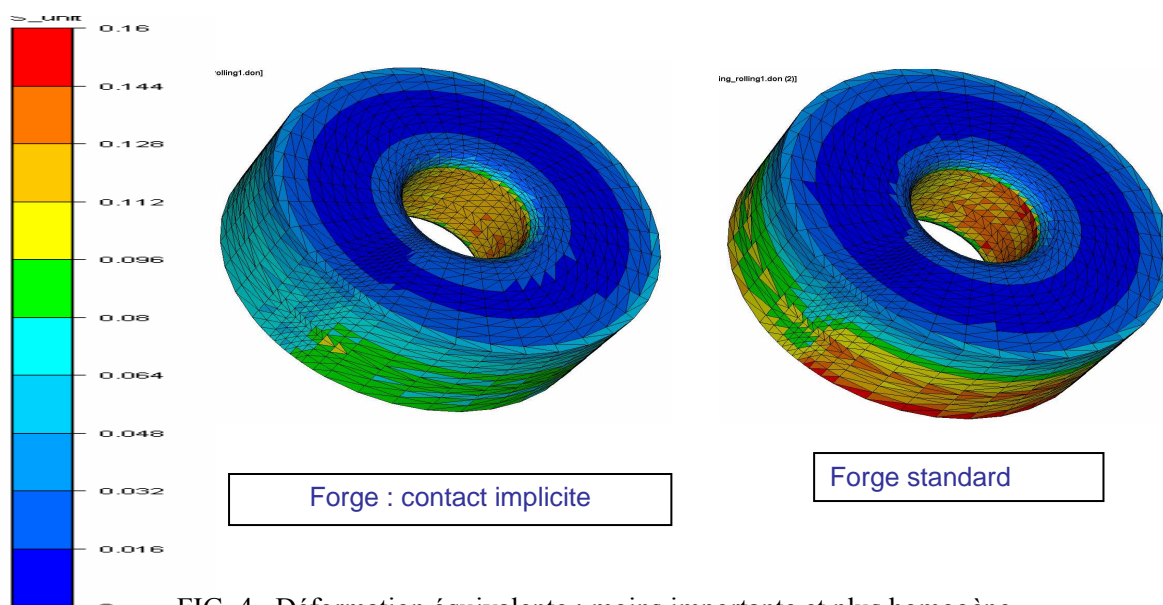 S_unit
0.16
0.144
0.128
0.112
0.096
0.08
0.064
0.048
0.032
0.016
rolling1.don]
ing_rolling1.don (2)]
Forge : contact implicite
Forge standard
FIG. 4 Déformation équivalente : moins importante et plus homogène